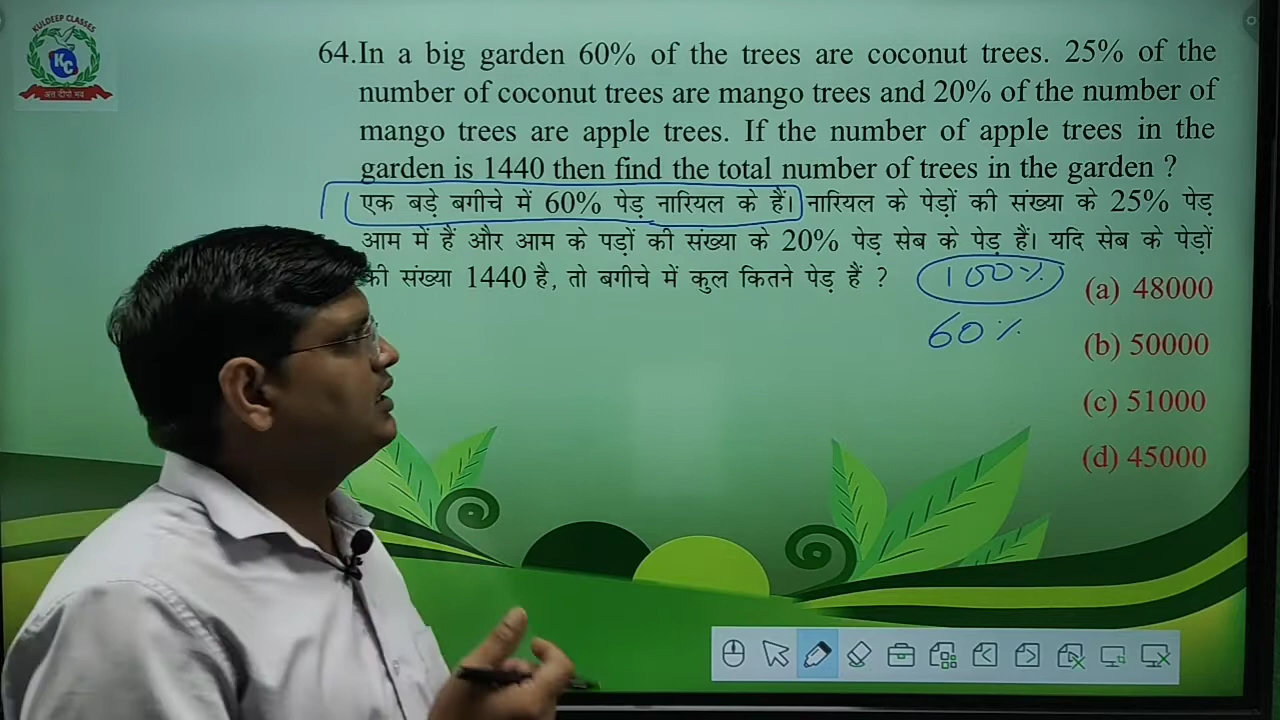 KULDEEP CLASSES
KC
अत्त दीपो भव
64.In a big garden 60% of the trees are coconut trees. 25% of the
number of coconut trees are mango trees and 20% of the number of
mango trees are apple trees. If the number of apple trees in the
garden is 1440 then find the total number of trees in the garden ?
एक बड़े बगीचे में 60% पेड़ नारियल के हैं। नारियल के पेड़ों की संख्या के 25% पेड़
आम में हैं और आम के पड़ों की संख्या के 20% पेड़ सेब के पेड़ हैं। यदि सेब के पेड़ों
की संख्या 1440 है, तो बगीचे में कुल कितने पेड़ हैं ?
100%
60%
(a) 48000
(b) 50000
(c) 51000
(d) 45000